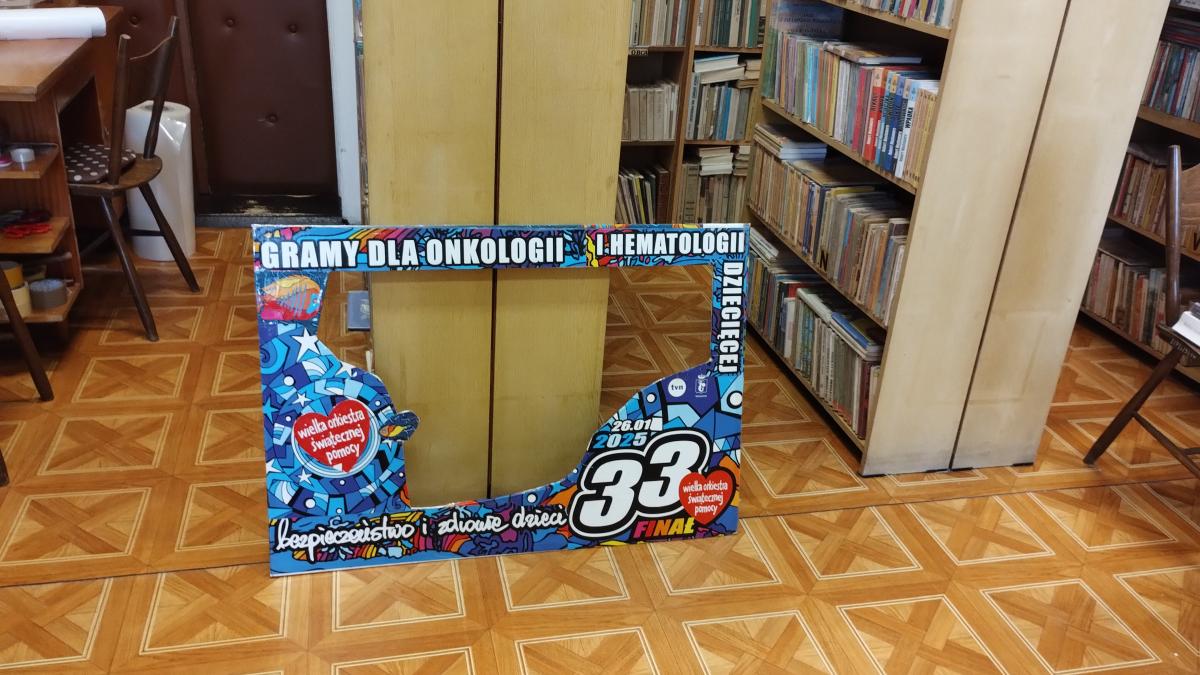 GRAMY DLA ONKOLOGII I HEMATOLOGII
DZIECIĘCEJ
tvn
wielka orkiestra
świątecznej
pomocy
26.01
2025
33
FINAŁ
wielka orkiestra
świątecznej
pomocy
bezpieczeństwo i zdrowie dzieci